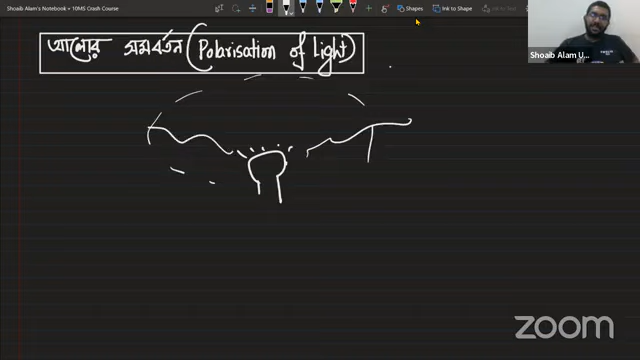 Shoaib Alam's Notebook » 10MS Crash Course
Shapes
Ink to Shape
আলোর সমবর্তন (Polarisation of Light)
Shoaib Alam U...
zoom